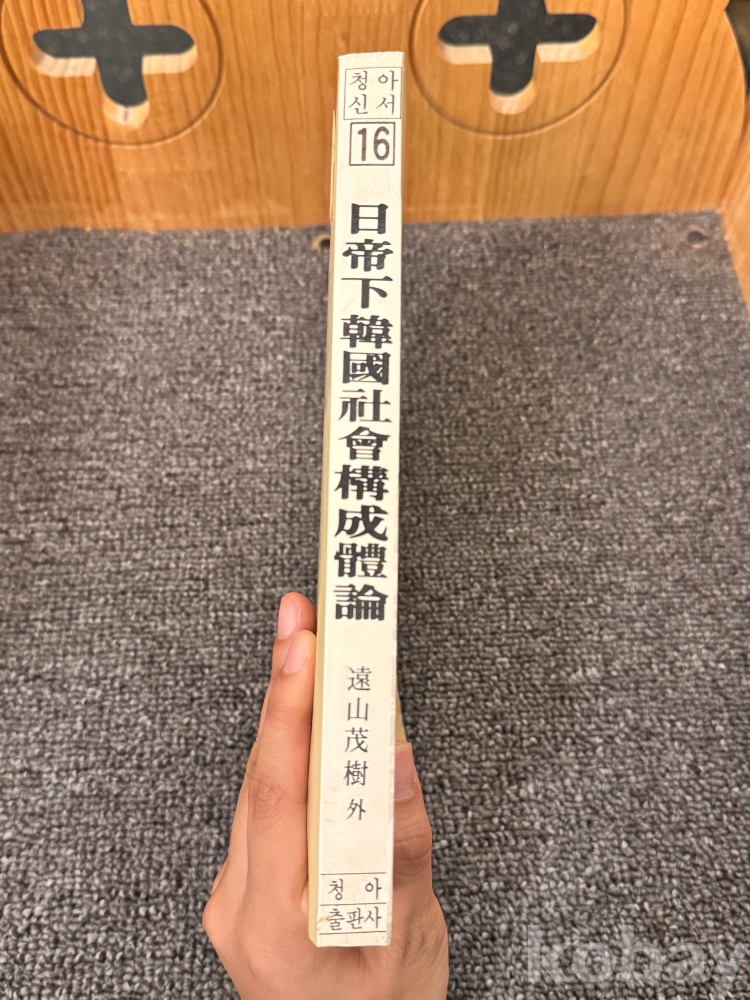 청아
신서
16
日帝下韓國社會構成體論
遠山茂樹 外
청아
출판사
kobay